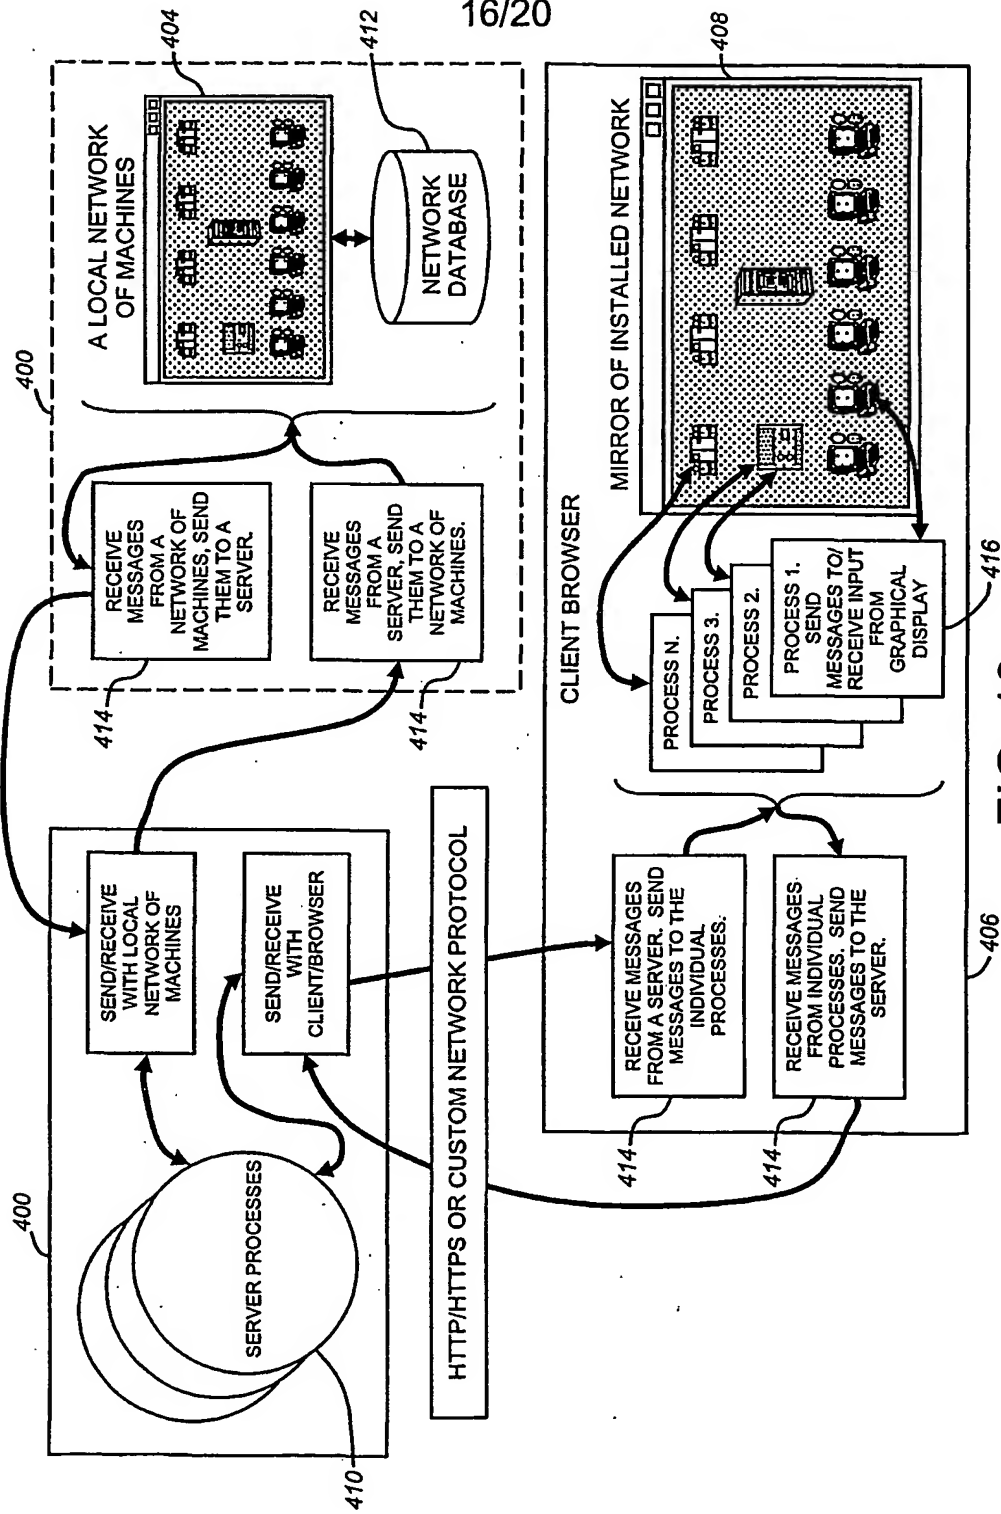 16/20
400
SERVER PROCESSES
410
SEND/RECEIVE
WITH LOCAL
NETWORK OF
MACHINES
SEND/RECEIVE
WITH
CLIENT/BROWSER
400
414
RECEIVE
MESSAGES
FROM A
NETWORK OF
MACHINES, SEND
THEM TO A
SERVER.
414
RECEIVE
MESSAGES
FROM A
SERVER, SEND
THEM TO A
NETWORK OF
MACHINES.
A LOCAL NETWORK
OF MACHINES
404
NETWORK
DATABASE
412
HTTP/HTTPS OR CUSTOM NETWORK PROTOCOL
CLIENT BROWSER
414
RECEIVE MESSAGES
FROM A SERVER. SEND
MESSAGES TO THE
INDIVIDUAL
PROCESSES.
414
RECEIVE MESSAGES
FROM INDIVIDUAL
PROCESSES. SEND
MESSAGES TO THE
SERVER.
406
PROCESS N.
PROCESS 3.
PROCESS 2.
PROCESS 1.
SEND
MESSAGES TO/
RECEIVE INPUT
FROM
GRAPHICAL
DISPLAY
416
MIRROR OF INSTALLED NETWORK
408